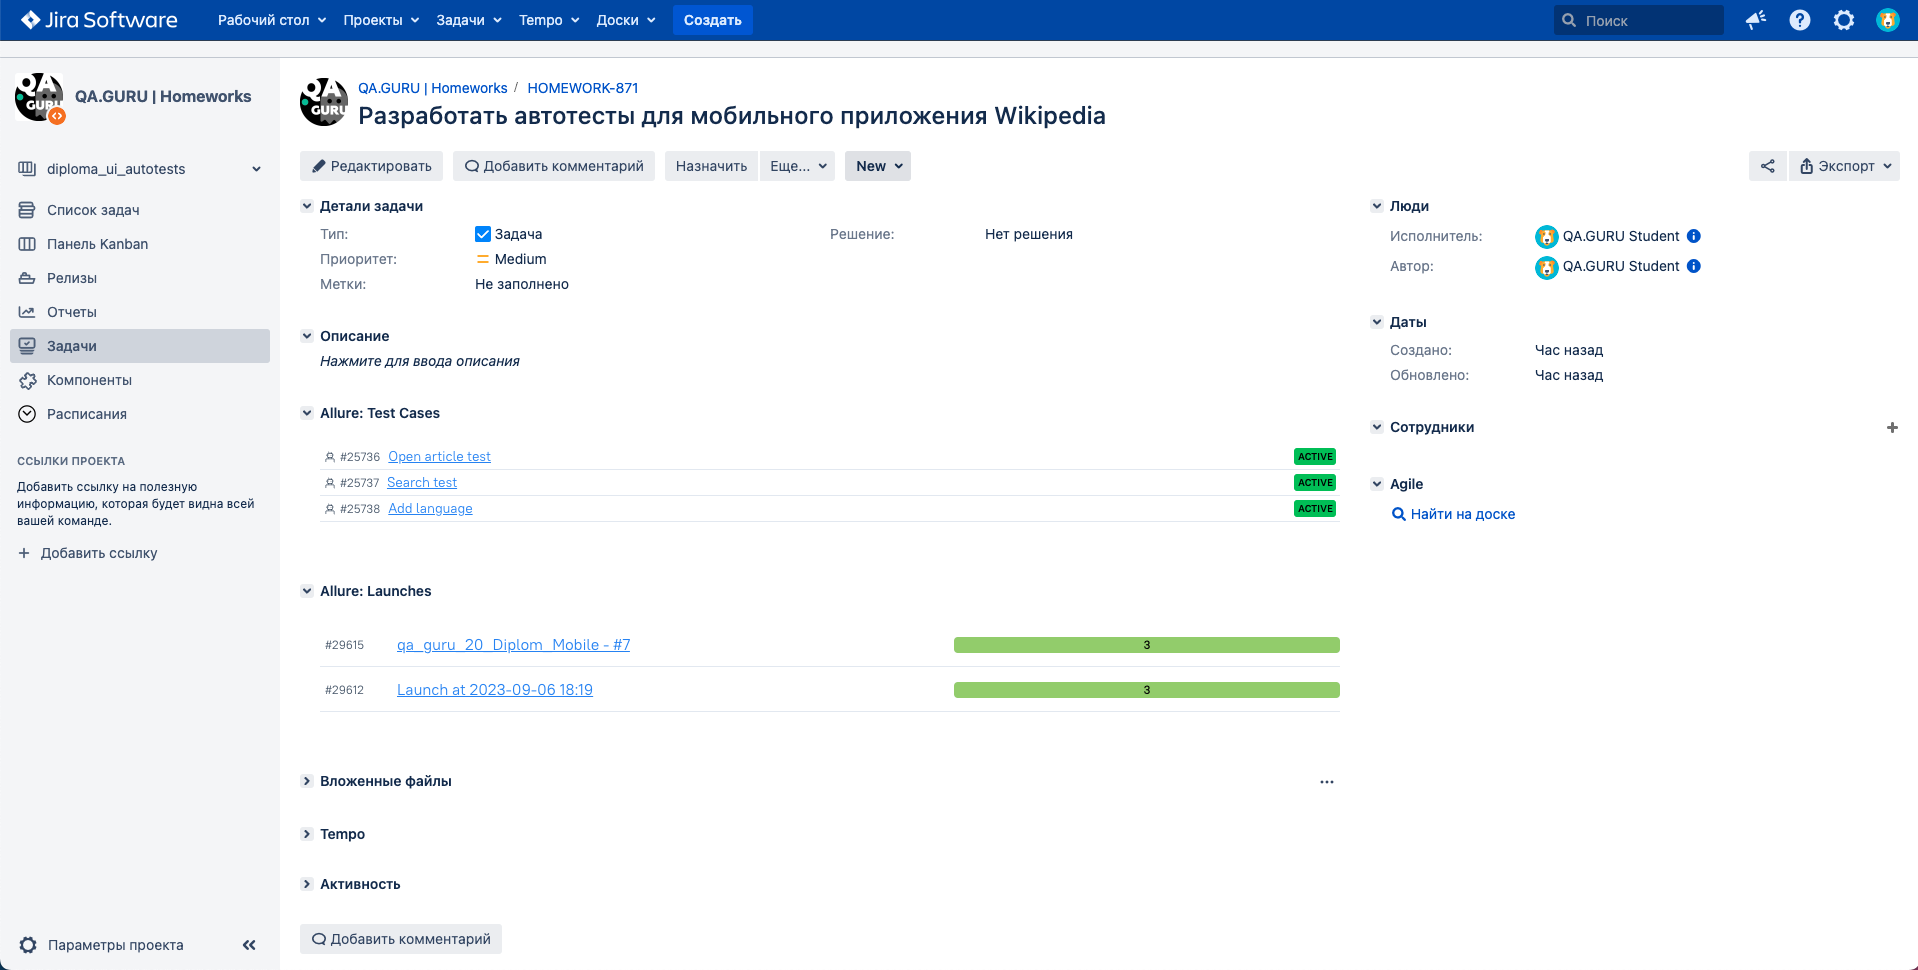 Jira Software
Рабочий стол
Проекты
Задачи
Tempo
Доски
Создать
Поиск
QA.GURU | Homeworks
diploma_ui_autotests
Список задач
Панель Kanban
Релизы
Отчеты
Задачи
Компоненты
Расписания
ССЫЛКИ ПРОЕКТА
Добавить ссылку на полезную
информацию, которая будет видна всей
вашей команде.
+ Добавить ссылку
Параметры проекта
QA
GURU
QA
GURU
QA.GURU | Homeworks / HOMEWORK-871
Разработать автотесты для мобильного приложения Wikipedia
Редактировать
Добавить комментарий
Назначить
Еще...
New
Экспорт
Детали задачи
Тип: Задача
Решение: Нет решения
Приоритет: Medium
Метки: Не заполнено
Описание
Нажмите для ввода описания
Allure: Test Cases
#25736 Open article test ACTIVE
#25737 Search test ACTIVE
#25738 Add language ACTIVE
Allure: Launches
#29615 qa_guru_20_Diplom_Mobile - #7 3
#29612 Launch at 2023-09-06 18:19 3
Вложенные файлы
...
Tempo
Активность
Добавить комментарий
Люди
Исполнитель: QA.GURU Student
Автор: QA.GURU Student
Даты
Создано: Час назад
Обновлено: Час назад
Сотрудники +
Agile
Найти на доске